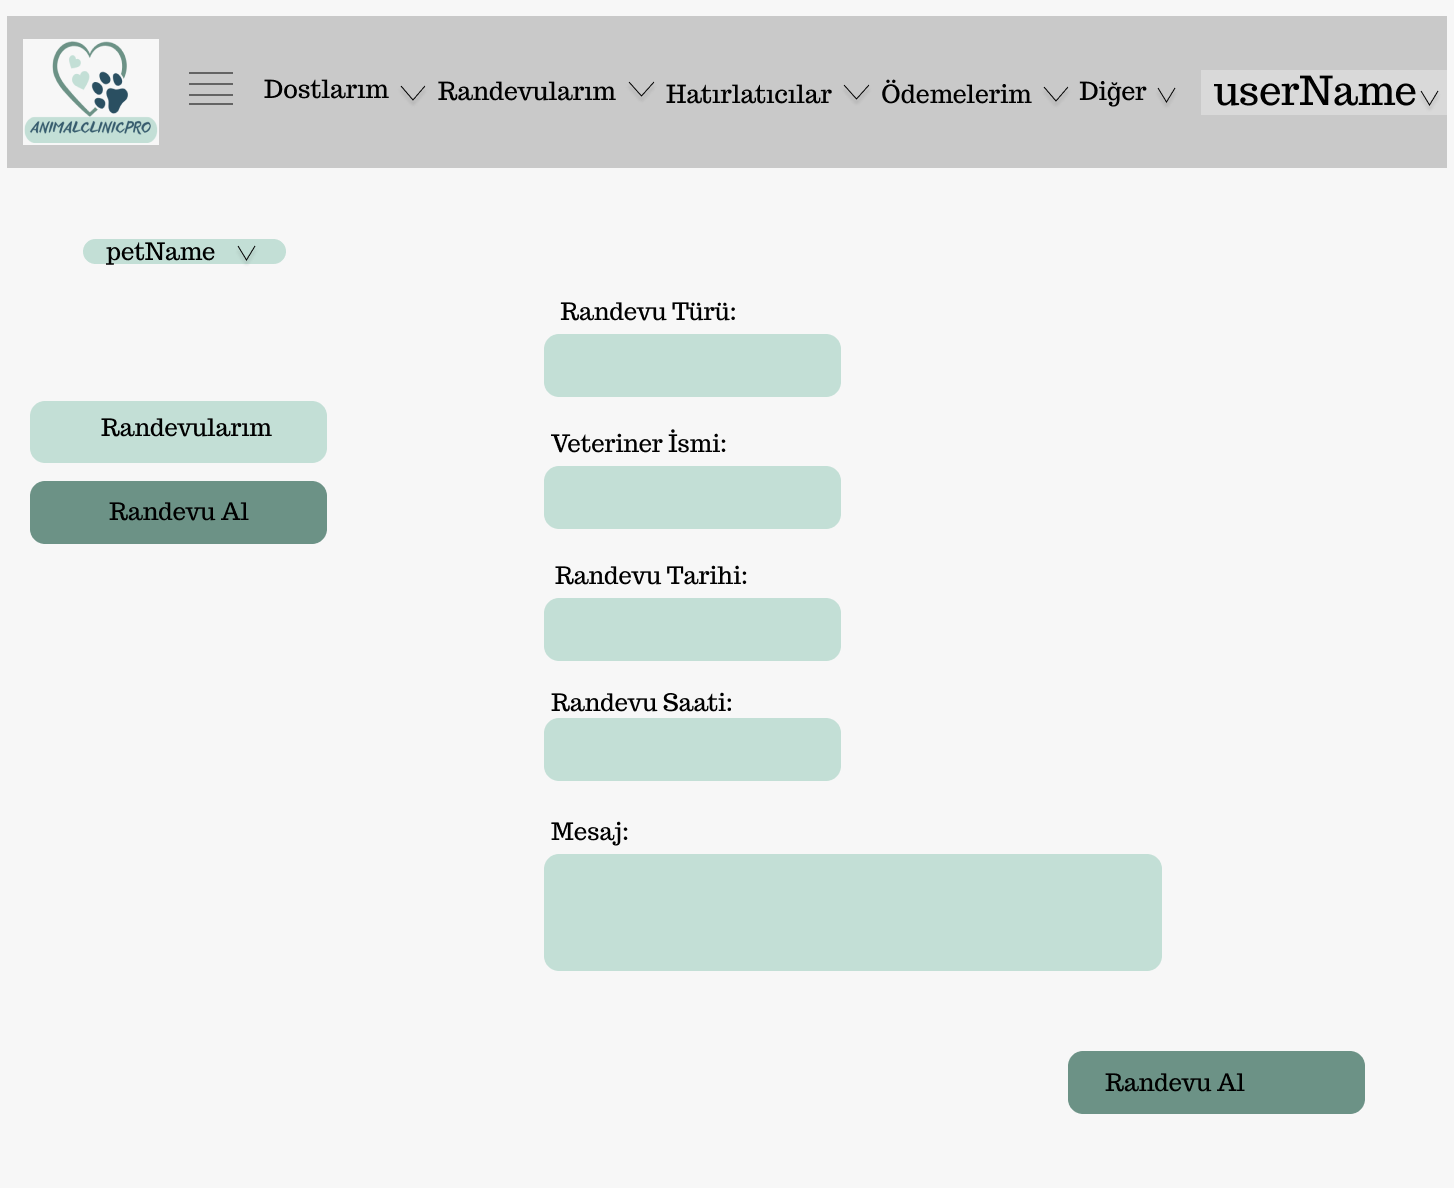 ANIMALCLINICPRO
Dostlarım Randevularım Hatırlatıcılar Ödemelerim Diğer userName
petName
Randevularım
Randevu Al
Randevu Türü:
Veteriner İsmi:
Randevu Tarihi:
Randevu Saati:
Mesaj:
Randevu Al